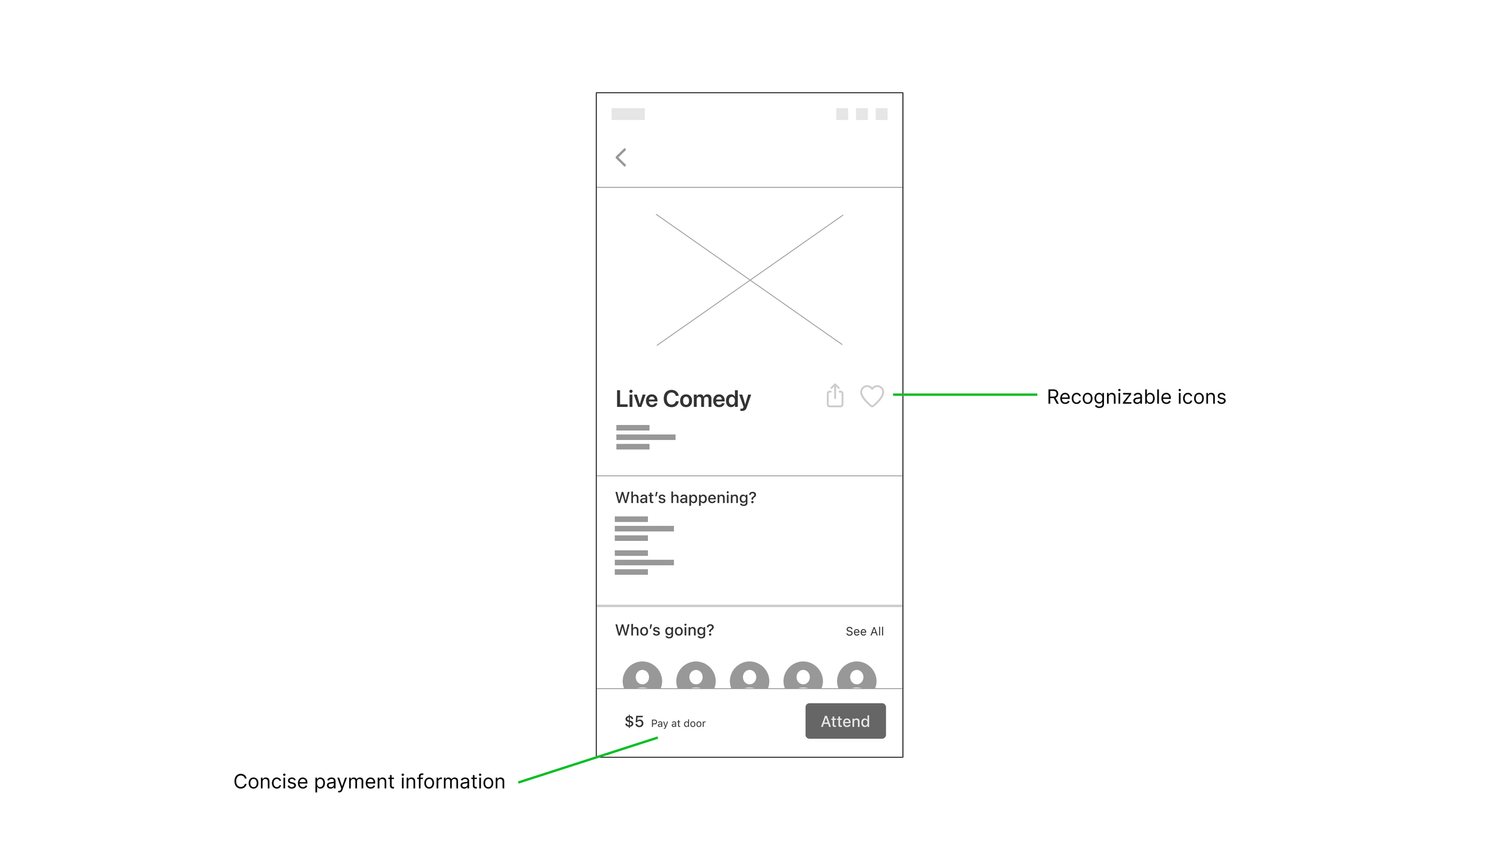 Live Comedy
Recognizable icons
What’s happening?
Who’s going?
See All
$5 Pay at door
Attend
Concise payment information